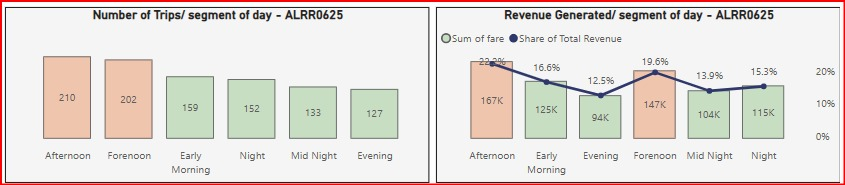 Number of Trips/ segment of day - ALRR0625
210
202
159
152
133
127
Afternoon
Forenoon
Early
Morning
Night
Mid Night
Evening
Revenue Generated/ segment of day - ALRR0625
Sum of fare
Share of Total Revenue
22.2%
16.6%
12.5%
19.6%
13.9%
15.3%
167K
125K
94K
147K
104K
115K
20%
10%
0%
Afternoon
Early
Morning
Evening
Forenoon
Mid Night
Night